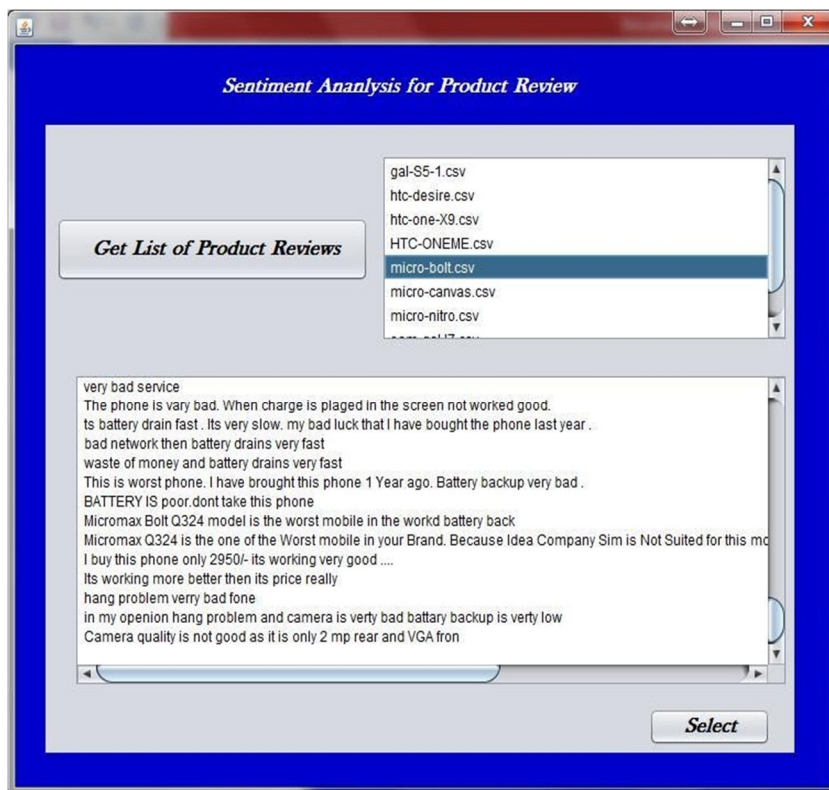 Sentiment Ananlysis for Product Review
Get List of Product Reviews
gal-S5-1.csv
htc-desire.csv
htc-one-X9.csv
HTC-ONEME.csv
micro-bolt.csv
micro-canvas.csv
micro-nitro.csv
very bad service
The phone is vary bad. When charge is plaged in the screen not worked good.
ts battery drain fast . Its very slow. my bad luck that I have bought the phone last year .
bad network then battery drains very fast
waste of money and battery drains very fast
This is worst phone. I have brought this phone 1 Year ago. Battery backup very bad .
BATTERY IS poor.dont take this phone
Micromax Bolt Q324 model is the worst mobile in the workd battery back
Micromax Q324 is the one of the Worst mobile in your Brand. Because Idea Company Sim is Not Suited for this mo
I buy this phone only 2950/- its working very good ....
Its working more better then its price really
hang problem verry bad fone
in my openion hang problem and camera is verty bad battary backup is verty low
Camera quality is not good as it is only 2 mp rear and VGA fron
Select